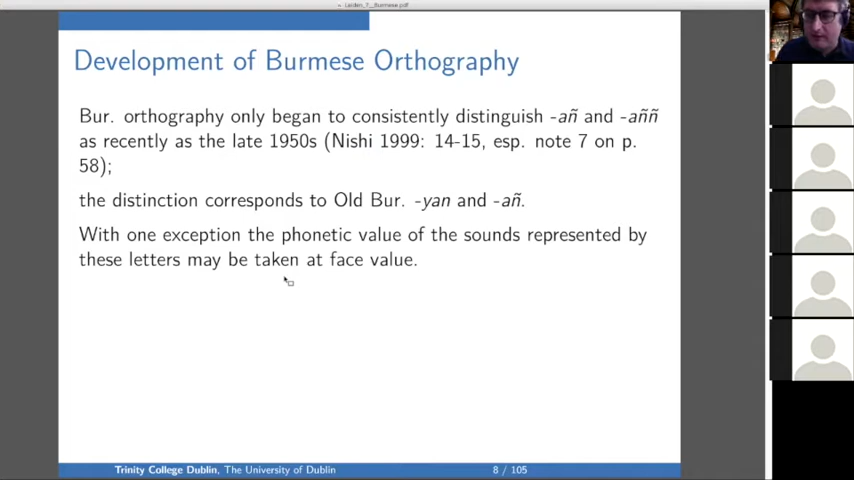 Leiden_7__Burmese.pdf
Development of Burmese Orthography
Bur. orthography only began to consistently distinguish -añ and -aññ
as recently as the late 1950s (Nishi 1999: 14-15, esp. note 7 on p.
58);
the distinction corresponds to Old Bur. -yan and -añ.
With one exception the phonetic value of the sounds represented by
these letters may be taken at face value.
Trinity College Dublin, The University of Dublin 8 / 105